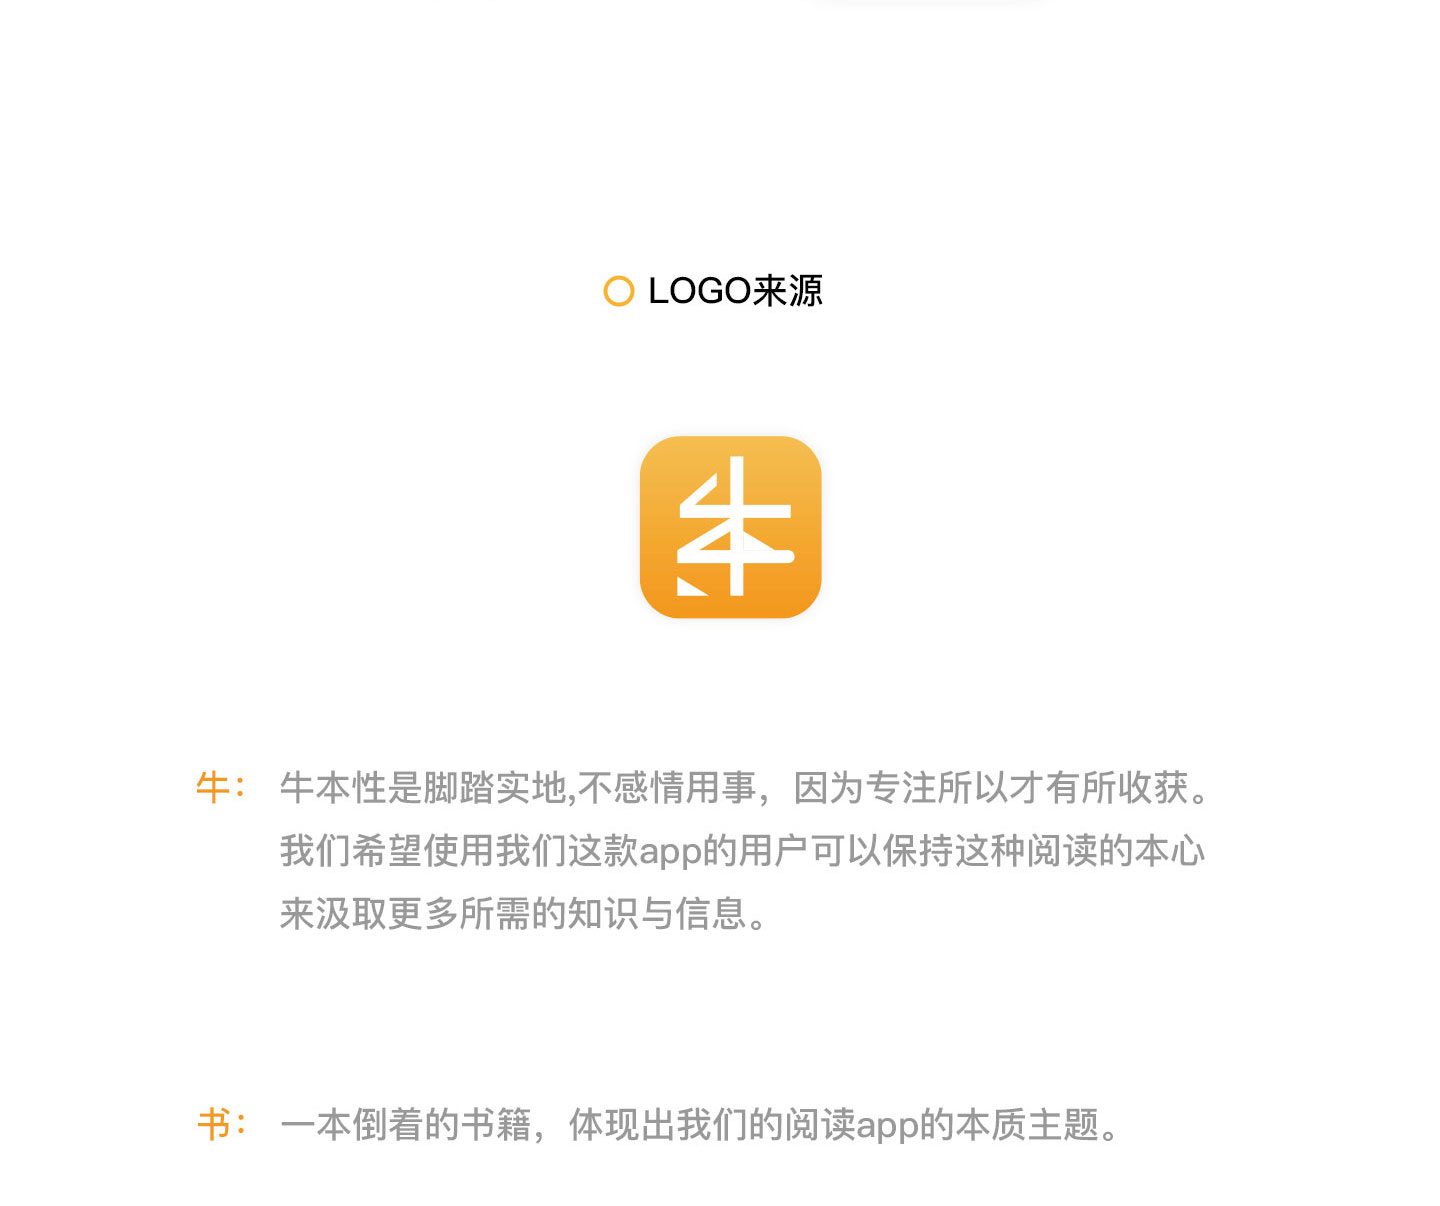 LOGO来源
牛：牛本性是脚踏实地,不感情用事，因为专注所以才有所收获。
我们希望使用我们这款app的用户可以保持这种阅读的本心
来汲取更多所需的知识与信息。
书：一本倒着的书籍，体现出我们的阅读app的本质主题。